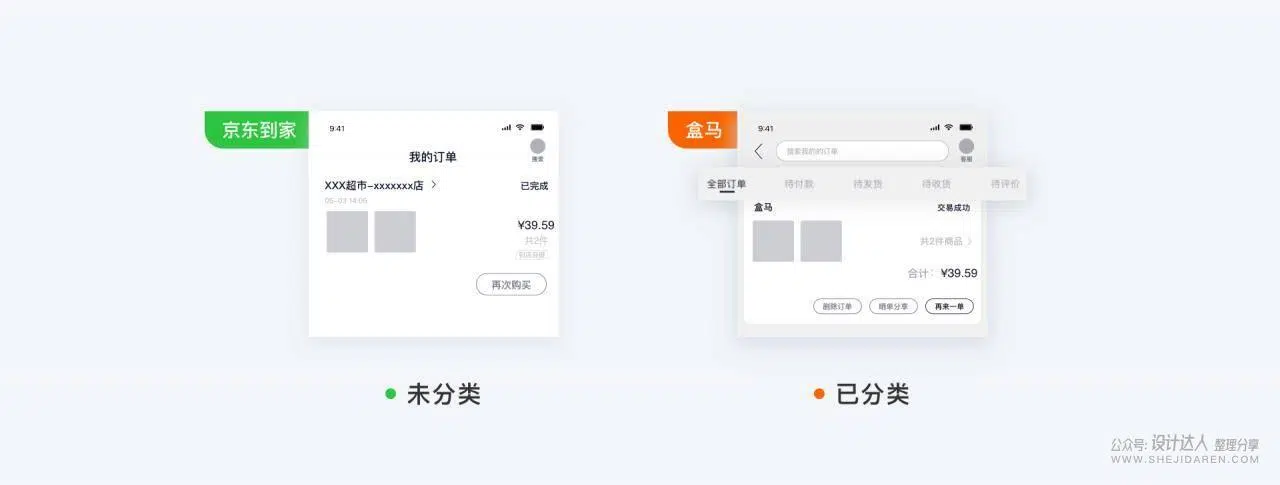 京东到家
9:41
我的订单
搜索
XXX超市-xxxxxxx店
已完成
05-03 14:05
¥39.59
共2件
再次购买
未分类
盒马
9:41
搜索我的的订单
客服
全部订单 待付款 待发货 待收货 待评价
盒马
交易成功
共2件商品
合计: ¥39.59
删除订单 晒单分享 再来一单
已分类
公众号: 设计达人 整理分享
WWW.SHEJIDAREN.COM